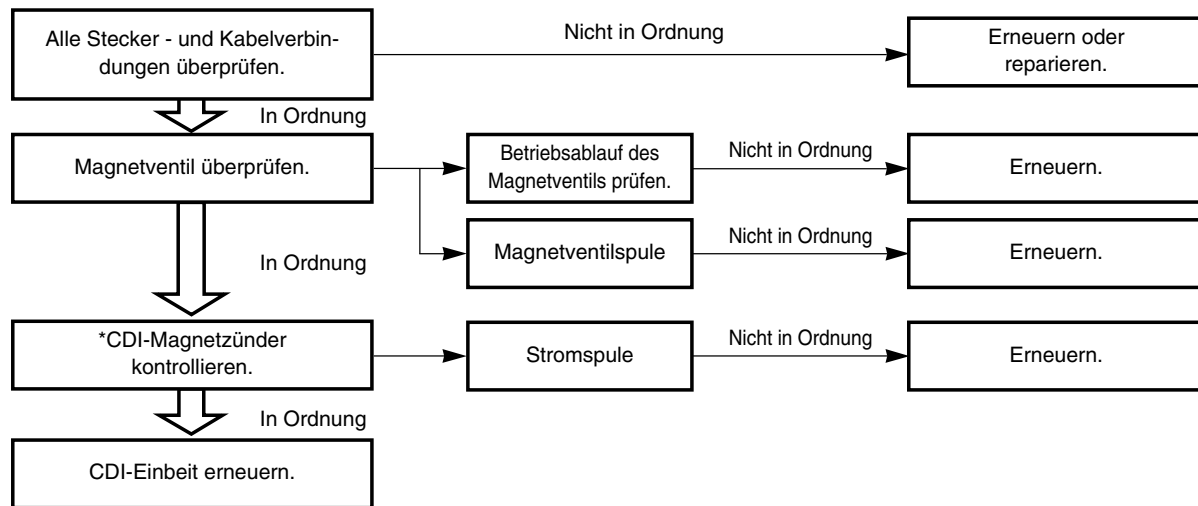 Alle Stecker - und Kabelverbin-
dungen überprüfen.
Nicht in Ordnung
Erneuern oder
reparieren.
In Ordnung
Magnetventil überprüfen.
Betriebsablauf des
Magnetventils prüfen.
Nicht in Ordnung
Erneuern.
Magnetventilspule
Nicht in Ordnung
Erneuern.
In Ordnung
*CDI-Magnetzünder
kontrollieren.
Stromspule
Nicht in Ordnung
Erneuern.
In Ordnung
CDI-Einbeit erneuern.